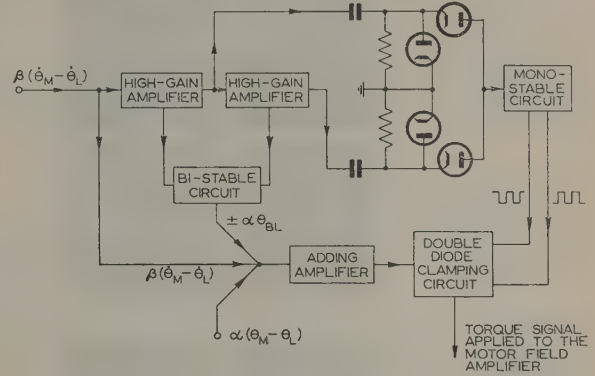 β(θ̇M−θ̇L)
HIGH-GAIN
AMPLIFIER
HIGH-GAIN
AMPLIFIER
MONO-
STABLE
CIRCUIT
BI-STABLE
CIRCUIT
± αθBL
β(θ̇M−θ̇L)
ADDING
AMPLIFIER
DOUBLE
DIODE
CLAMPING
CIRCUIT
α(θM−θL)
TORQUE SIGNAL
APPLIED TO THE
MOTOR FIELD
AMPLIFIER